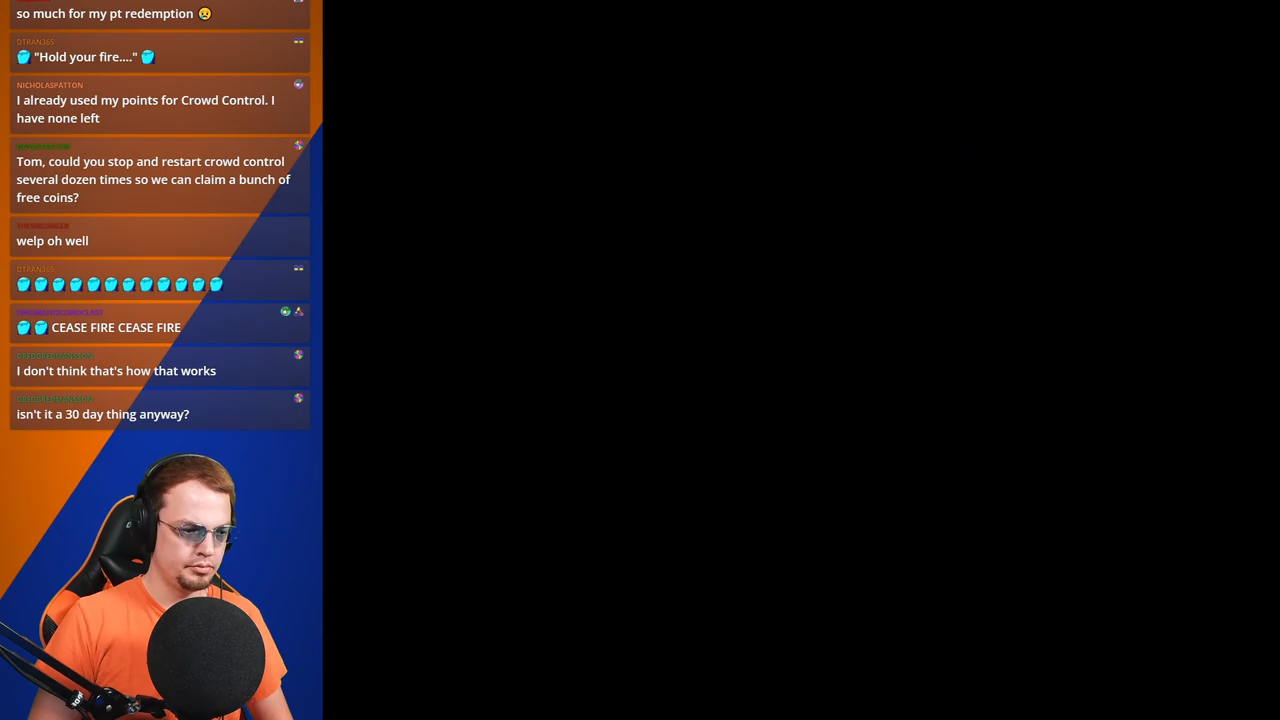 so much for my pt redemption 😥
DTRAN365
"Hold your fire...."
NICHOLASPATTON
I already used my points for Crowd Control. I
have none left
Tom, could you stop and restart crowd control
several dozen times so we can claim a bunch of
free coins?
welp oh well
DTRAN365
CEASE FIRE CEASE FIRE
I don't think that's how that works
isn't it a 30 day thing anyway?